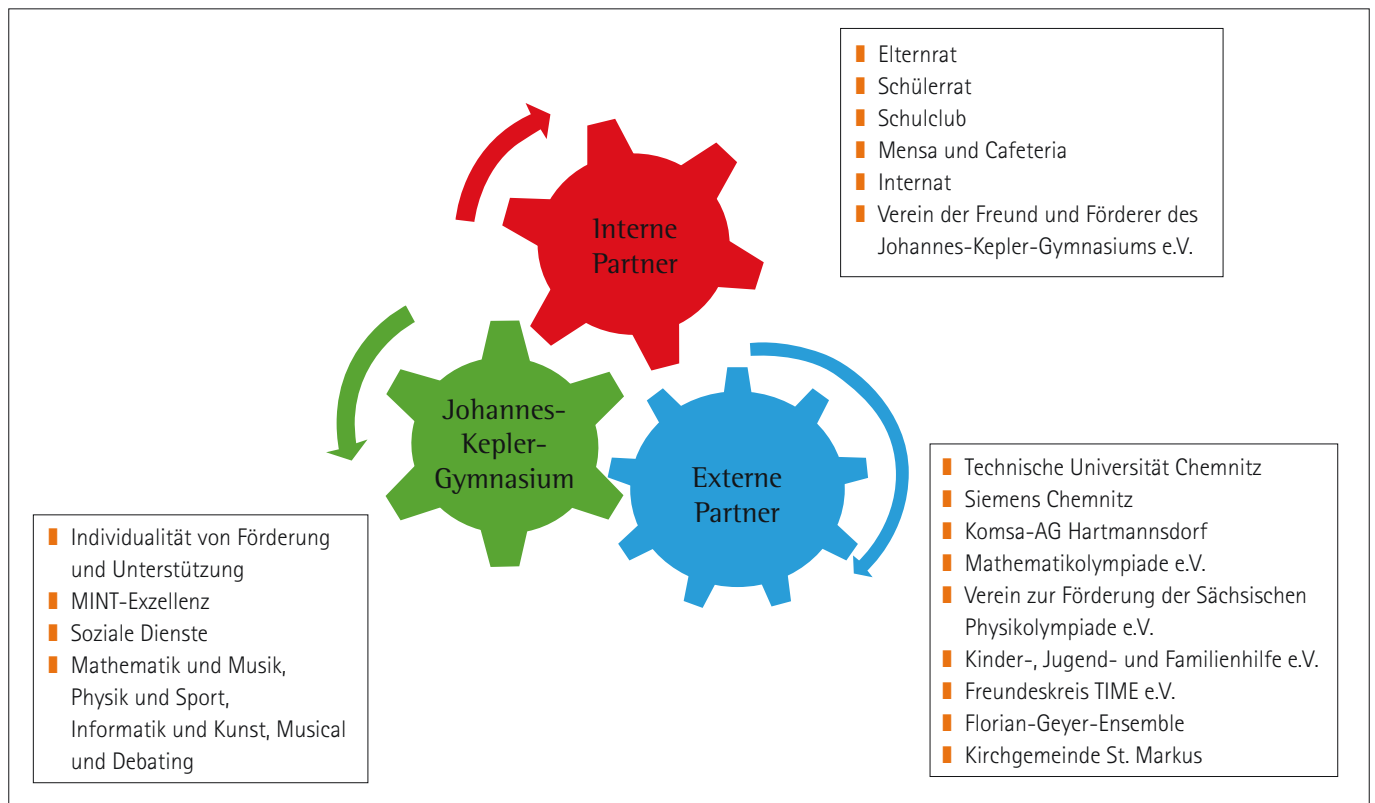 Elternrat
Schülerrat
Schulclub
Mensa und Cafeteria
Internat
Verein der Freund und Förderer des
Johannes-Kepler-Gymnasiums e.V.
Interne
Partner
Johannes-
Kepler-
Gymnasium
Externe
Partner
Technische Universität Chemnitz
Siemens Chemnitz
Komsa-AG Hartmannsdorf
Mathematikolympiade e.V.
Verein zur Förderung der Sächsischen
Physikolympiade e.V.
Kinder-, Jugend- und Familienhilfe e.V.
Freundeskreis TIME e.V.
Florian-Geyer-Ensemble
Kirchgemeinde St. Markus
Individualität von Förderung
und Unterstützung
MINT-Exzellenz
Soziale Dienste
Mathematik und Musik,
Physik und Sport,
Informatik und Kunst, Musical
und Debating